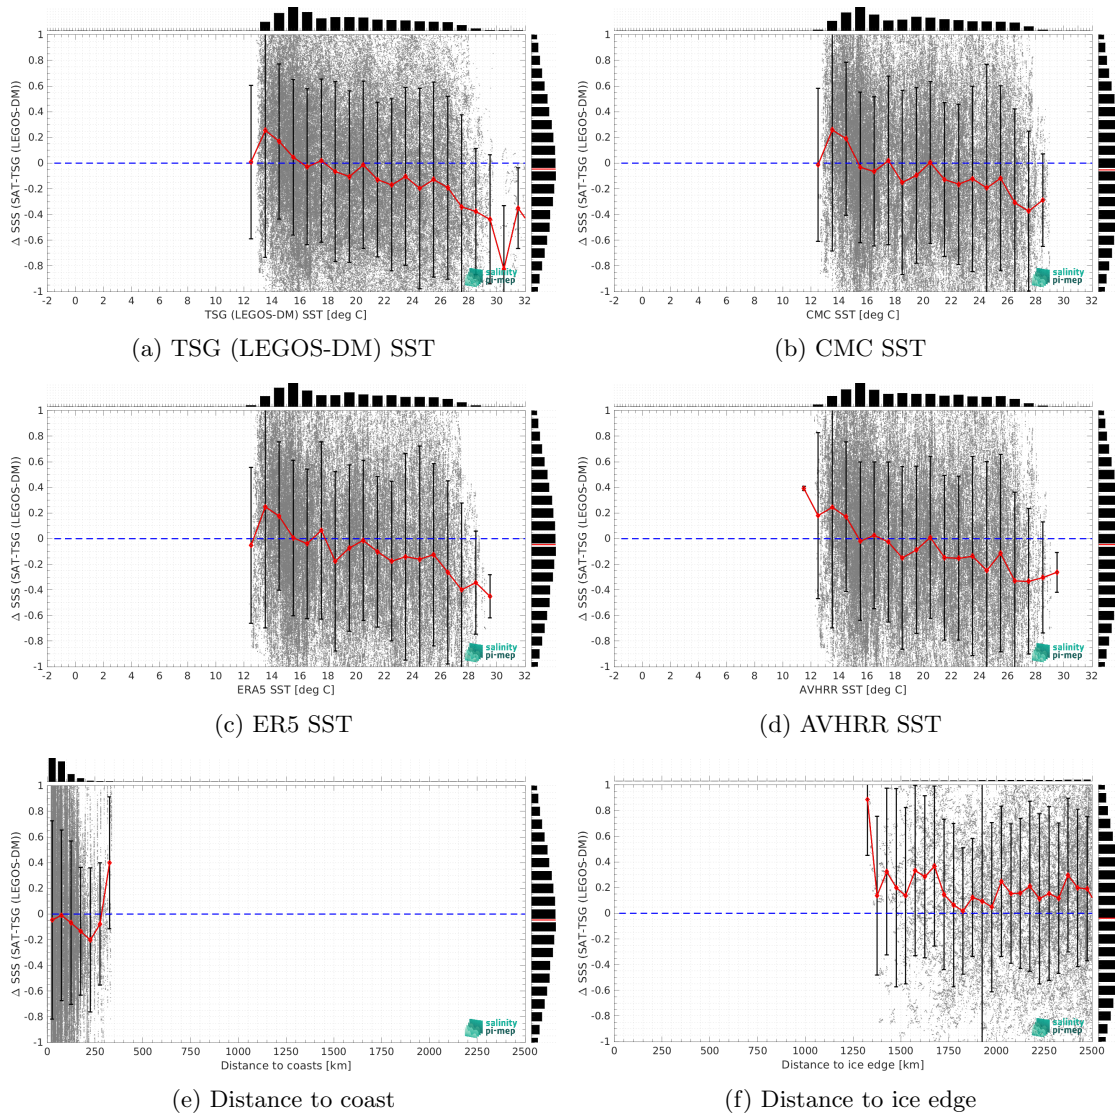 1
0.8
0.6
0.4
0.2
0
-0.2
-0.4
-0.6
-0.8
-1
Δ SSS (SAT-TSG (LEGOS-DM))
-2 0 2 4 6 8 10 12 14 16 18 20 22 24 26 28 30 32
TSG (LEGOS-DM) SST [deg C]
salinity
pi-mep
(a) TSG (LEGOS-DM) SST
1
0.8
0.6
0.4
0.2
0
-0.2
-0.4
-0.6
-0.8
-1
Δ SSS (SAT-TSG (LEGOS-DM))
-2 0 2 4 6 8 10 12 14 16 18 20 22 24 26 28 30 32
CMC SST [deg C]
salinity
pi-mep
(b) CMC SST
1
0.8
0.6
0.4
0.2
0
-0.2
-0.4
-0.6
-0.8
-1
Δ SSS (SAT-TSG (LEGOS-DM))
-2 0 2 4 6 8 10 12 14 16 18 20 22 24 26 28 30 32
ERA5 SST [deg C]
salinity
pi-mep
(c) ER5 SST
1
0.8
0.6
0.4
0.2
0
-0.2
-0.4
-0.6
-0.8
-1
Δ SSS (SAT-TSG (LEGOS-DM))
-2 0 2 4 6 8 10 12 14 16 18 20 22 24 26 28 30 32
AVHRR SST [deg C]
salinity
pi-mep
(d) AVHRR SST
1
0.8
0.6
0.4
0.2
0
-0.2
-0.4
-0.6
-0.8
-1
Δ SSS (SAT-TSG (LEGOS-DM))
0 250 500 750 1000 1250 1500 1750 2000 2250 2500
Distance to coasts [km]
salinity
pi-mep
(e) Distance to coast
1
0.8
0.6
0.4
0.2
0
-0.2
-0.4
-0.6
-0.8
-1
Δ SSS (SAT-TSG (LEGOS-DM))
0 250 500 750 1000 1250 1500 1750 2000 2250 2500
Distance to ice edge [km]
salinity
pi-mep
(f) Distance to ice edge